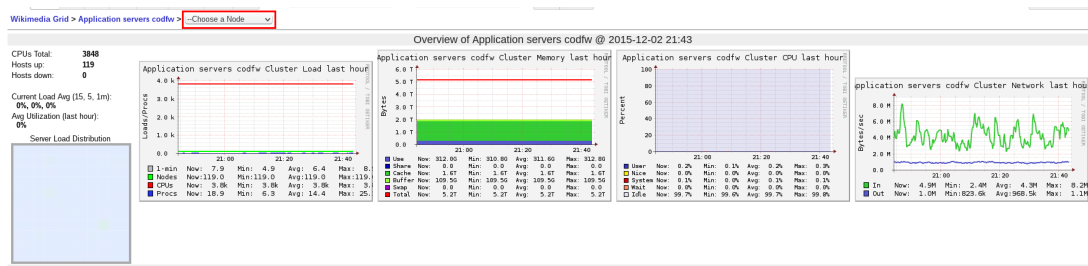 Wikimedia Grid > Application servers codfw > --Choose a Node
Overview of Application servers codfw @ 2015-12-02 21:43
CPUs Total: 3848
Hosts up: 119
Hosts down: 0
Current Load Avg (15, 5, 1m):
0%, 0%, 0%
Avg Utilization (last hour):
0%
Server Load Distribution
Application servers codfw Cluster Load last hour
Loads/Procs
4.0 k
3.0 k
2.0 k
1.0 k
0.0
21:00 21:20 21:40
1-min Now: 7.9 Min: 4.9 Avg: 6.4 Max: 8.
Nodes Now:119.0 Min:119.0 Avg:119.0 Max:119.
CPUs Now: 3.8k Min: 3.8k Avg: 3.8k Max: 3.
Procs Now: 18.9 Min: 6.3 Avg: 14.4 Max: 25.
Application servers codfw Cluster Memory last hour
Bytes
6.0 T
5.0 T
4.0 T
3.0 T
2.0 T
1.0 T
0.0
21:00 21:20 21:40
Use Now: 312.0G Min: 310.0G Avg: 311.6G Max: 312.8G
Share Now: 0.0 Min: 0.0 Avg: 0.0 Max: 0.0
Cache Now: 1.6T Min: 1.6T Avg: 1.6T Max: 1.6T
Buffer Now: 109.5G Min: 109.5G Avg: 109.5G Max: 109.5G
Swap Now: 0.0 Min: 0.0 Avg: 0.0 Max: 0.0
Total Now: 5.2T Min: 5.2T Avg: 5.2T Max: 5.2T
Application servers codfw Cluster CPU last hour
Percent
100
80
60
40
20
0
21:00 21:20 21:40
User Now: 0.2% Min: 0.1% Avg: 0.2% Max: 0.3%
Nice Now: 0.0% Min: 0.0% Avg: 0.0% Max: 0.0%
System Now: 0.1% Min: 0.0% Avg: 0.1% Max: 0.1%
Wait Now: 0.0% Min: 0.0% Avg: 0.0% Max: 0.0%
Idle Now: 99.7% Min: 99.6% Avg: 99.7% Max: 99.8%
pplication servers codfw Cluster Network last hou
Bytes/sec
8.0 M
6.0 M
4.0 M
2.0 M
0.0
21:00 21:20 21:40
In Now: 4.9M Min: 2.4M Avg: 4.3M Max: 8.2M
Out Now: 1.0M Min:823.6k Avg:968.5k Max: 1.1M